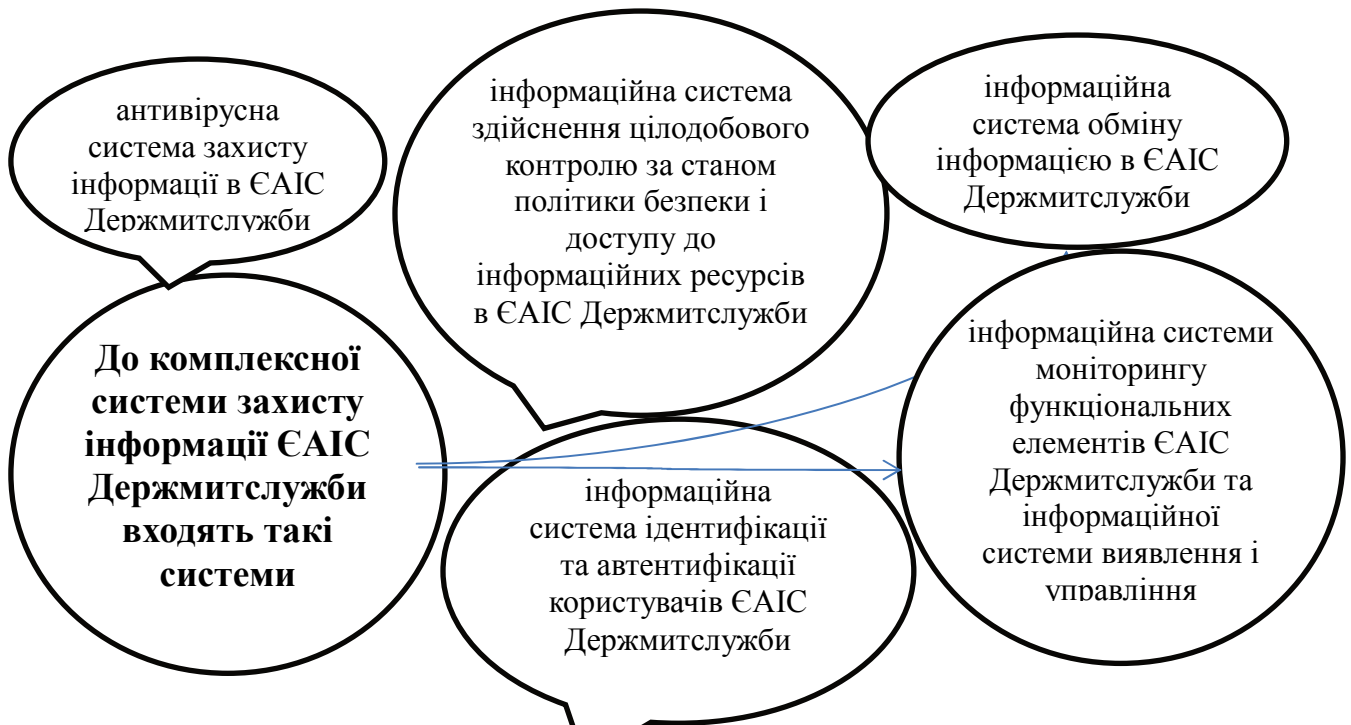 антивірусна
система захисту
інформації в ЄАІС
Держмитслужби
інформаційна система
здійснення цілодобового
контролю за станом
політики безпеки і
доступу до
інформаційних ресурсів
в ЄАІС Держмитслужби
інформаційна
система обміну
інформацією в ЄАІС
Держмитслужби
До комплексної
системи захисту
інформації ЄАІС
Держмитслужби
входять такі
системи
інформаційна
система ідентифікації
та автентифікації
користувачів ЄАІС
Держмитслужби
інформаційна системи
моніторингу
функціональних
елементів ЄАІС
Держмитслужби та
інформаційної
системи виявлення і
управління